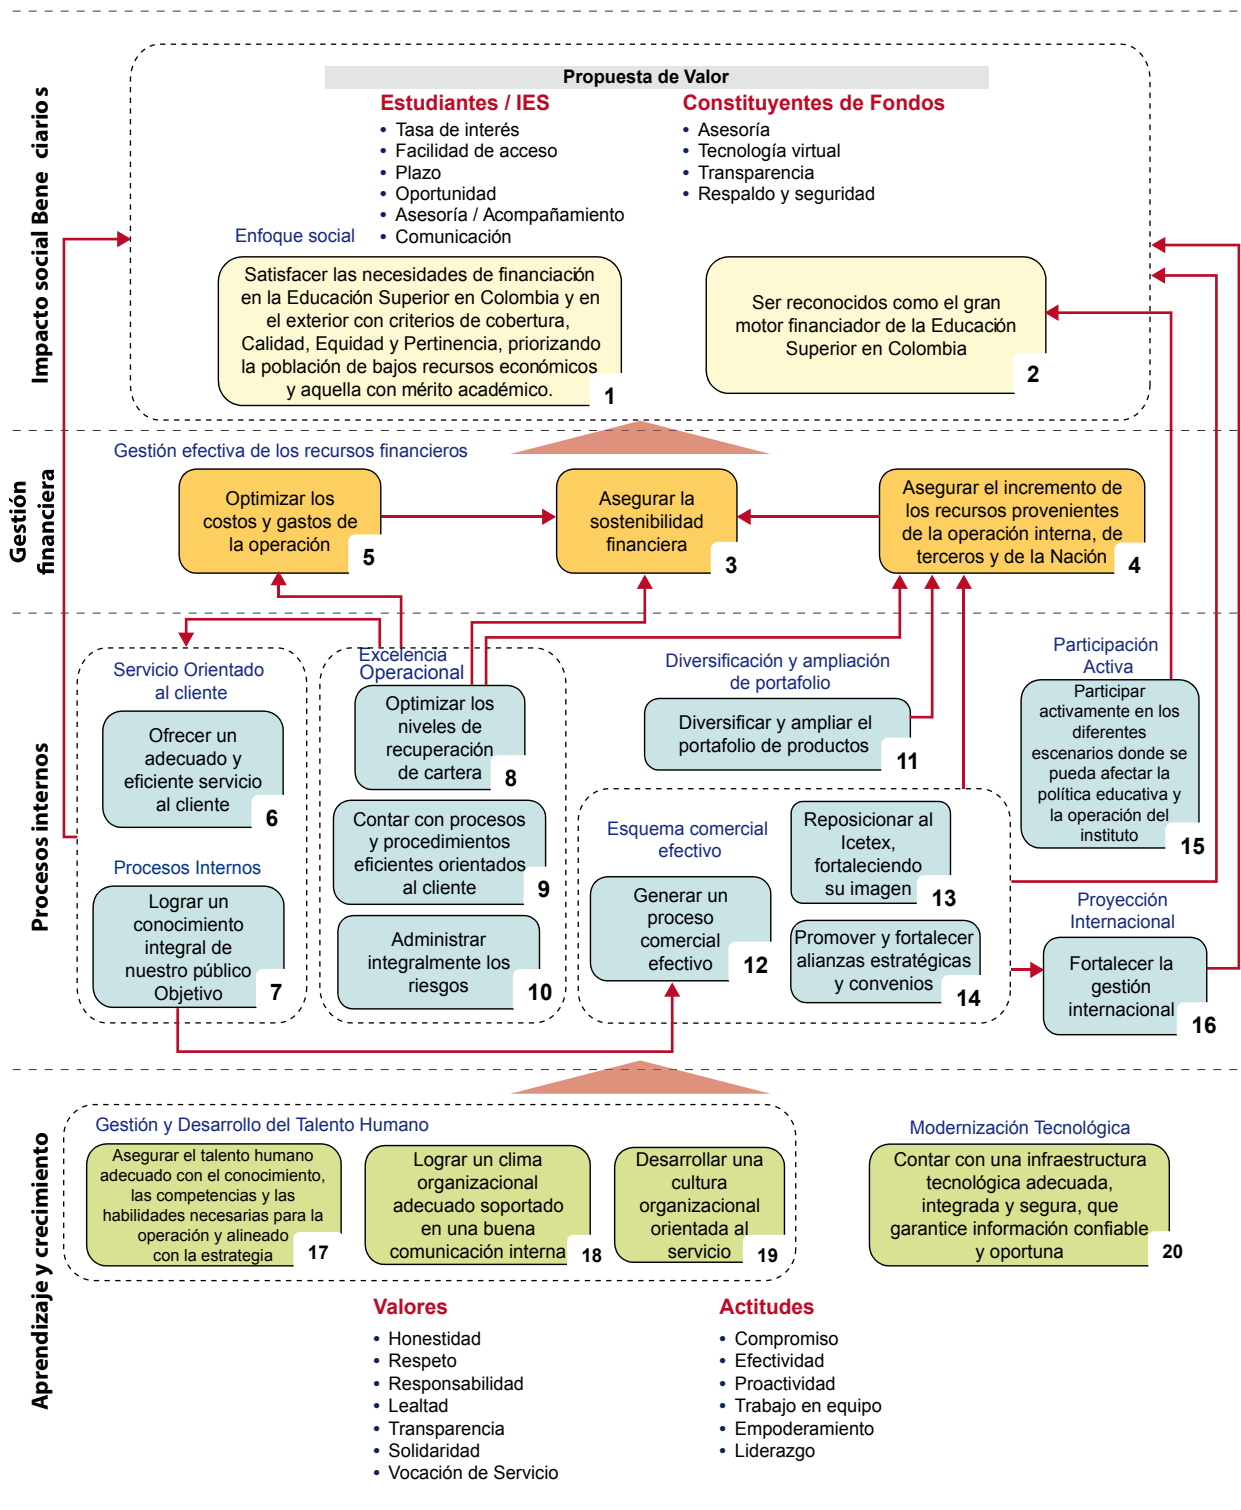 Impacto social Bene ciarios
Propuesta de Valor
Estudiantes / IES
• Tasa de interés
• Facilidad de acceso
• Plazo
• Oportunidad
• Asesoría / Acompañamiento
• Comunicación
Constituyentes de Fondos
• Asesoría
• Tecnología virtual
• Transparencia
• Respaldo y seguridad
Enfoque social
Satisfacer las necesidades de financiación
en la Educación Superior en Colombia y en
el exterior con criterios de cobertura,
Calidad, Equidad y Pertinencia, priorizando
la población de bajos recursos económicos
y aquella con mérito académico.
1
Ser reconocidos como el gran
motor financiador de la Educación
Superior en Colombia
2
Gestión
financiera
Gestión efectiva de los recursos financieros
Optimizar los
costos y gastos de
la operación
5
Asegurar la
sostenibilidad
financiera
3
Asegurar el incremento de
los recursos provenientes
de la operación interna, de
terceros y de la Nación
4
Procesos internos
Servicio Orientado
al cliente
Ofrecer un
adecuado y
eficiente servicio
al cliente
6
Procesos Internos
Lograr un
conocimiento
integral de
nuestro público
Objetivo
7
Excelencia
Operacional
Optimizar los
niveles de
recuperación
de cartera
8
Contar con procesos
y procedimientos
eficientes orientados
al cliente
9
Administrar
integralmente los
riesgos
10
Diversificación y ampliación
de portafolio
Diversificar y ampliar el
portafolio de productos
11
Esquema comercial
efectivo
Generar un
proceso
comercial
efectivo
12
Reposicionar al
Icetex,
fortaleciendo
su imagen
13
Promover y fortalecer
alianzas estratégicas
y convenios
14
Participación
Activa
Participar
activamente en los
diferentes
escenarios donde se
pueda afectar la
política educativa y
la operación del
instituto
15
Proyección
Internacional
Fortalecer la
gestión
internacional
16
Aprendizaje y crecimiento
Gestión y Desarrollo del Talento Humano
Asegurar el talento humano
adecuado con el conocimiento,
las competencias y las
habilidades necesarias para la
operación y alineado
con la estrategia
17
Lograr un clima
organizacional
adecuado soportado
en una buena
comunicación interna
18
Desarrollar una
cultura
organizacional
orientada al
servicio
19
Modernización Tecnológica
Contar con una infraestructura
tecnológica adecuada,
integrada y segura, que
garantice información confiable
y oportuna
20
Valores
• Honestidad
• Respeto
• Responsabilidad
• Lealtad
• Transparencia
• Solidaridad
• Vocación de Servicio
Actitudes
• Compromiso
• Efectividad
• Proactividad
• Trabajo en equipo
• Empoderamiento
• Liderazgo